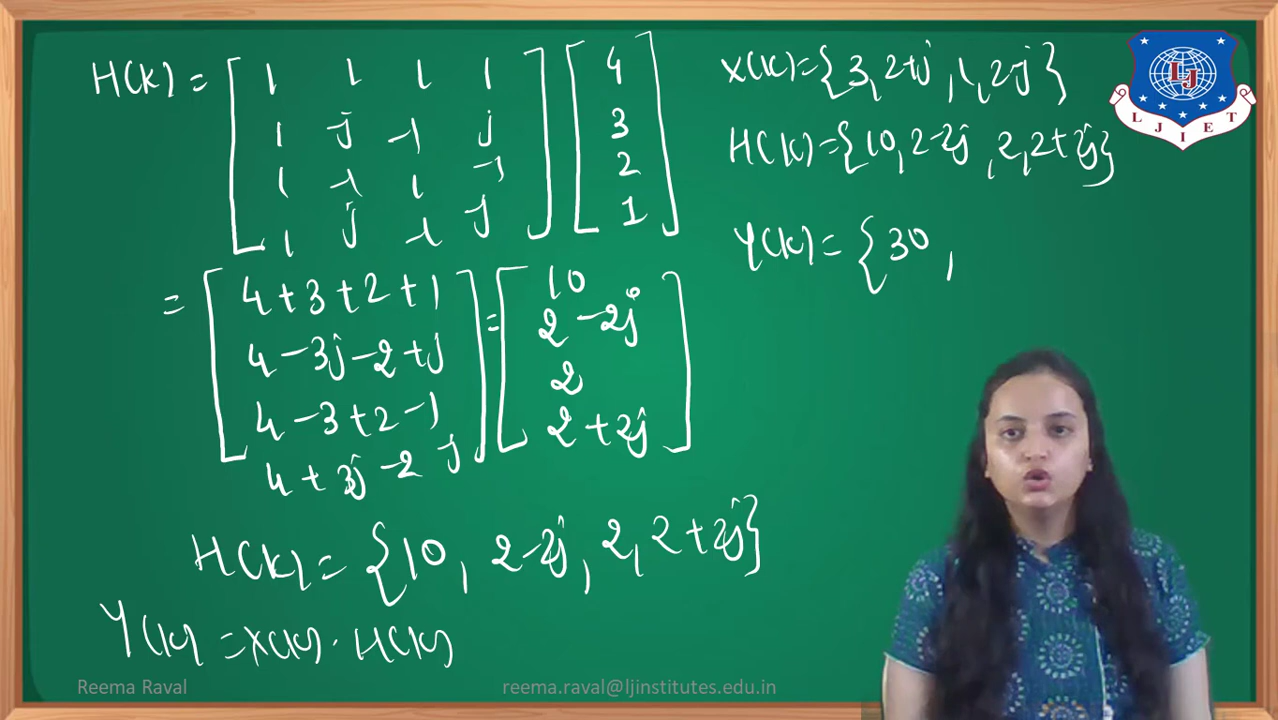 H(K) = [1 1 1 1] [4]
[1 j -1 j] [3]
[1 -1 1 -1] [2]
[1 j -1 j] [1]
= [4+3+2+1] = [10]
[4-3j-2+j] [2-2j]
[4-3+2-1] [2]
[4+3j-2 j] [2+2j]
H(K) = {10, 2-2j, 2, 2+2j}
Y(K) = X(K) · H(K)
X(K) = {3, 2+j, 1, 2-j}
H(K) = {10, 2-2j, 2, 2+2j}
Y(K) = {30,
LJ
LJIET
Reema Raval
reema.raval@ljinstitutes.edu.in